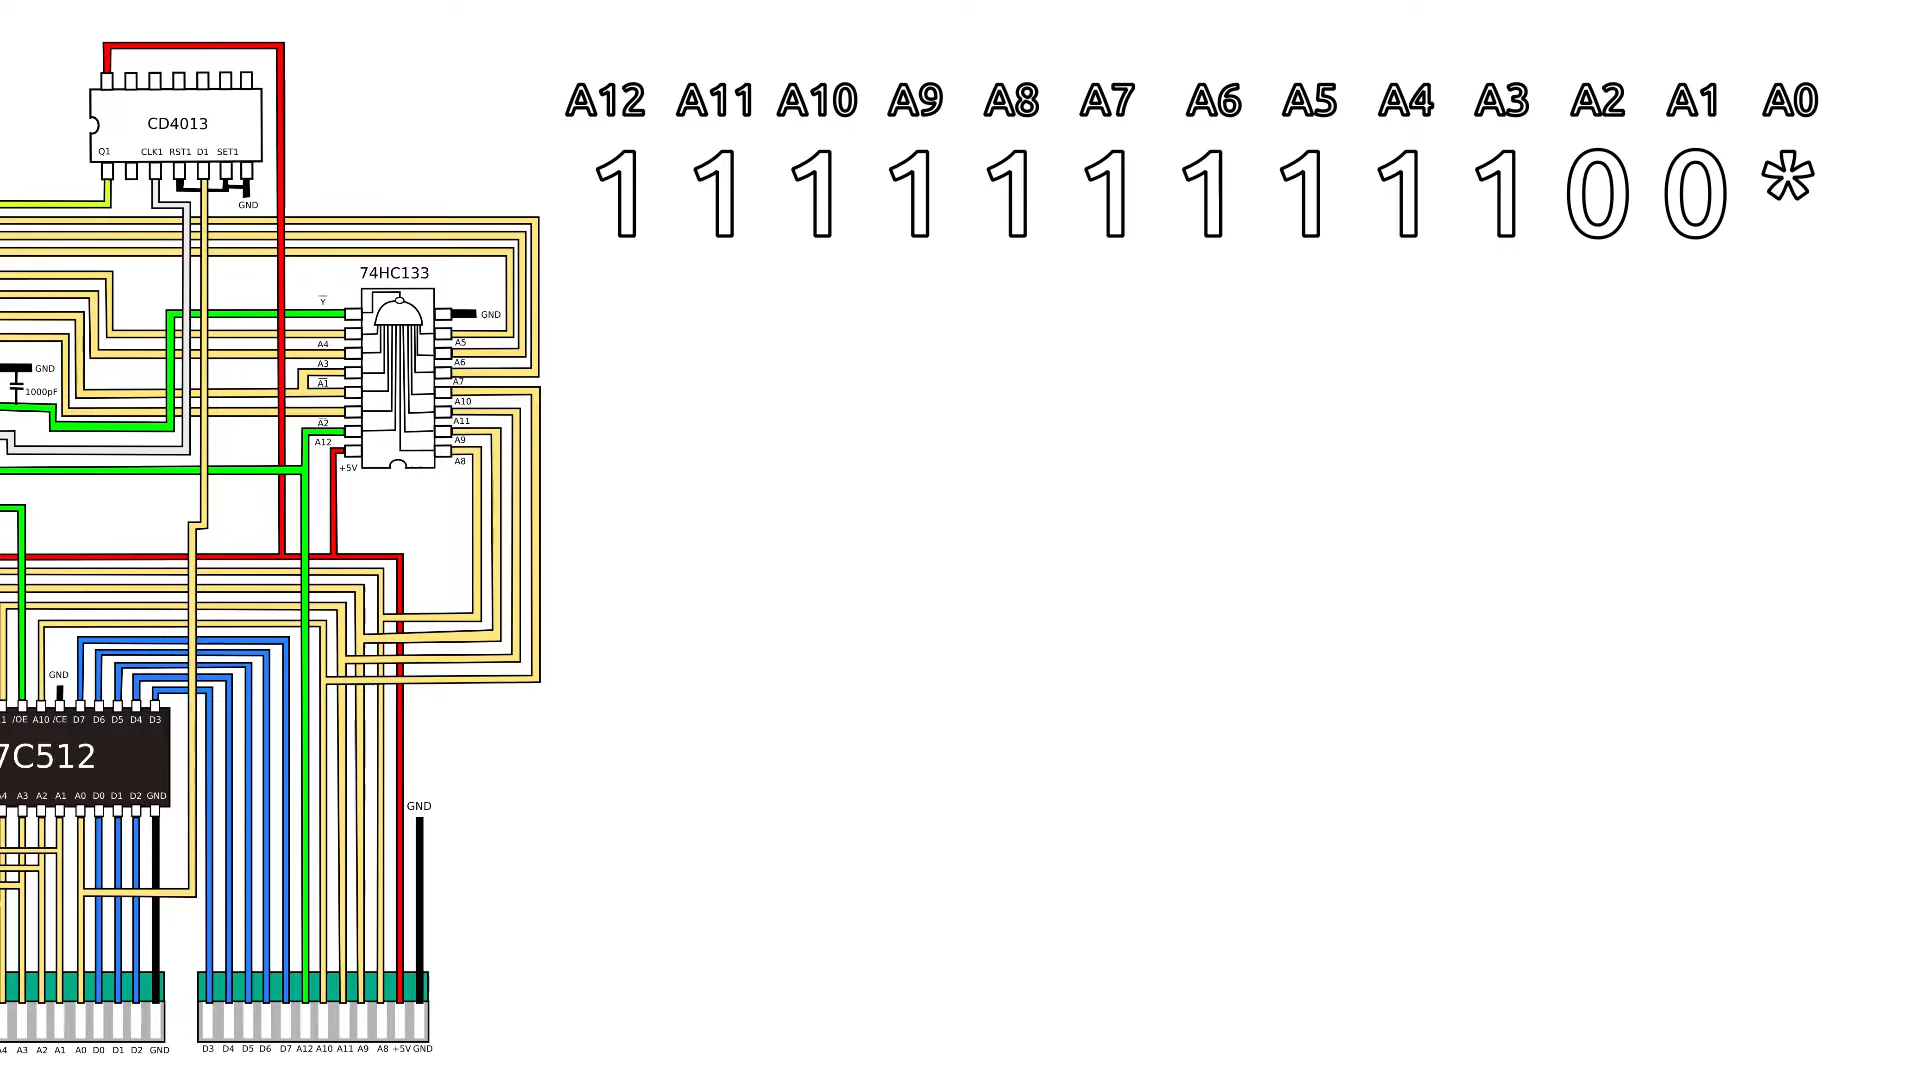 A12 A11 A10 A9 A8 A7 A6 A5 A4 A3 A2 A1 A0
1 1 1 1 1 1 1 1 1 1 0 0 *
CD4013
Q1 CLK1 RST1 D1 SET1
GND
74HC133
Y
GND
A4
A3
A1
A2
A12
+5V
A5
A6
A7
A10
A11
A9
A8
GND
1000pF
GND
/OE A10 /CE D7 D6 D5 D4 D3
7C512
A3 A2 A1 A0 D0 D1 D2 GND
GND
A3 A2 A1 A0 D0 D1 D2 GND
D3 D4 D5 D6 D7 A12 A10 A11 A9 A8 +5V GND